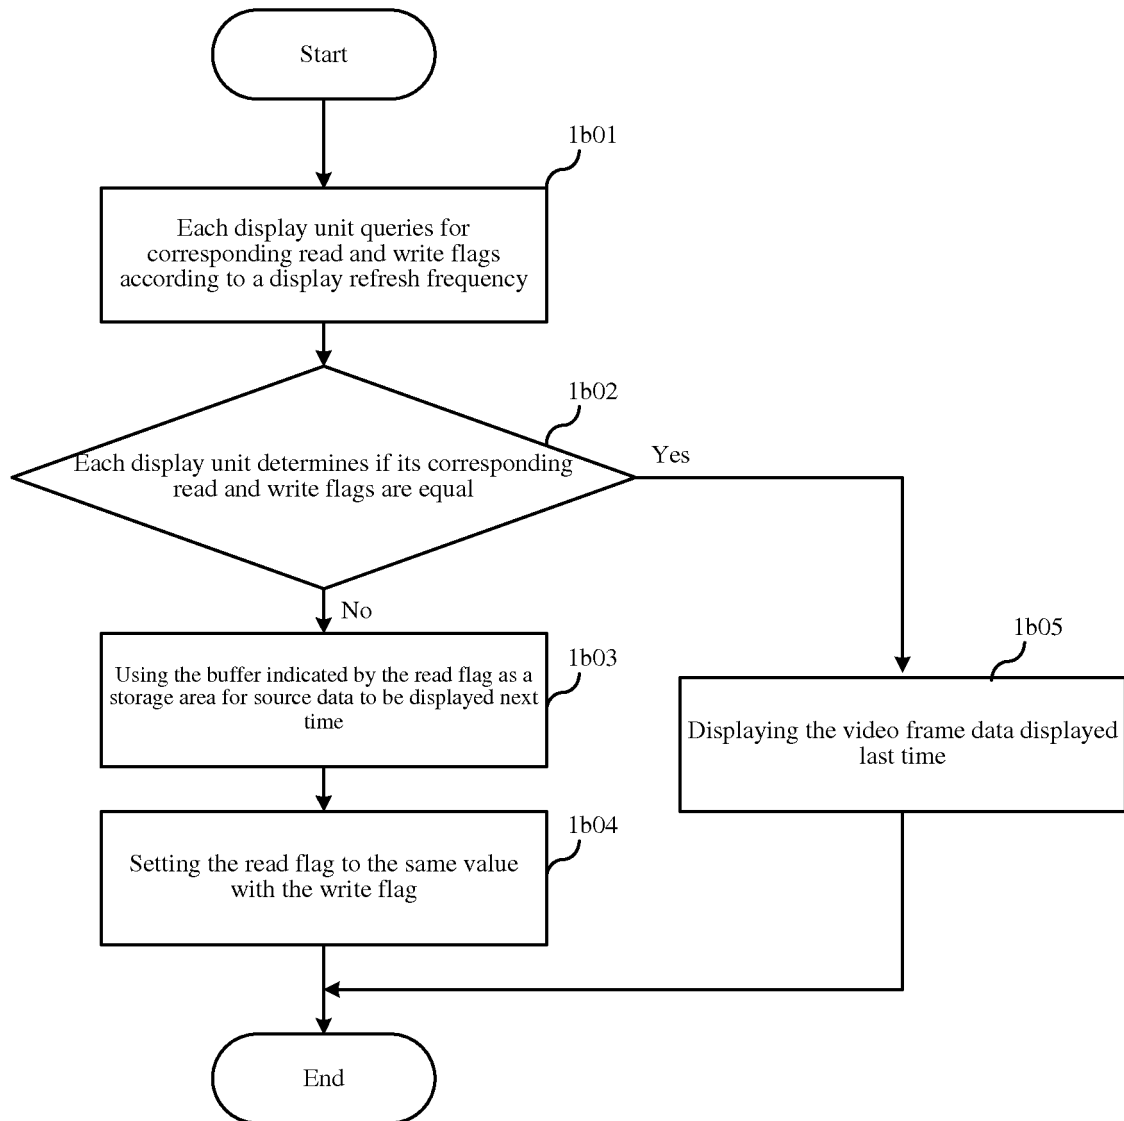 Start
1b01
Each display unit queries for
corresponding read and write flags
according to a display refresh frequency
1b02
Each display unit determines if its corresponding
read and write flags are equal
Yes
No
1b03
Using the buffer indicated by the read flag as a
storage area for source data to be displayed next
time
1b05
Displaying the video frame data displayed
last time
1b04
Setting the read flag to the same value
with the write flag
End